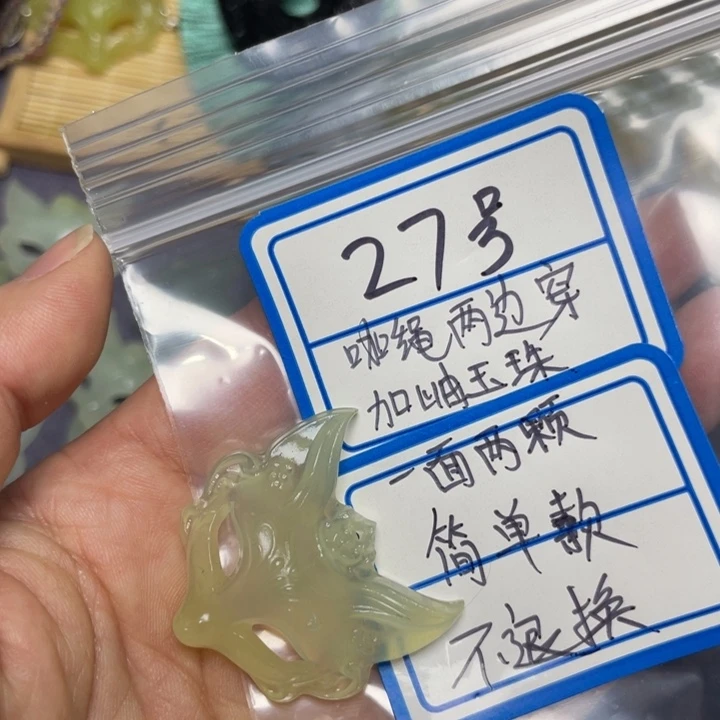 27号
咖绳两边穿
加岫玉珠
一面两颗
简单款
不退换